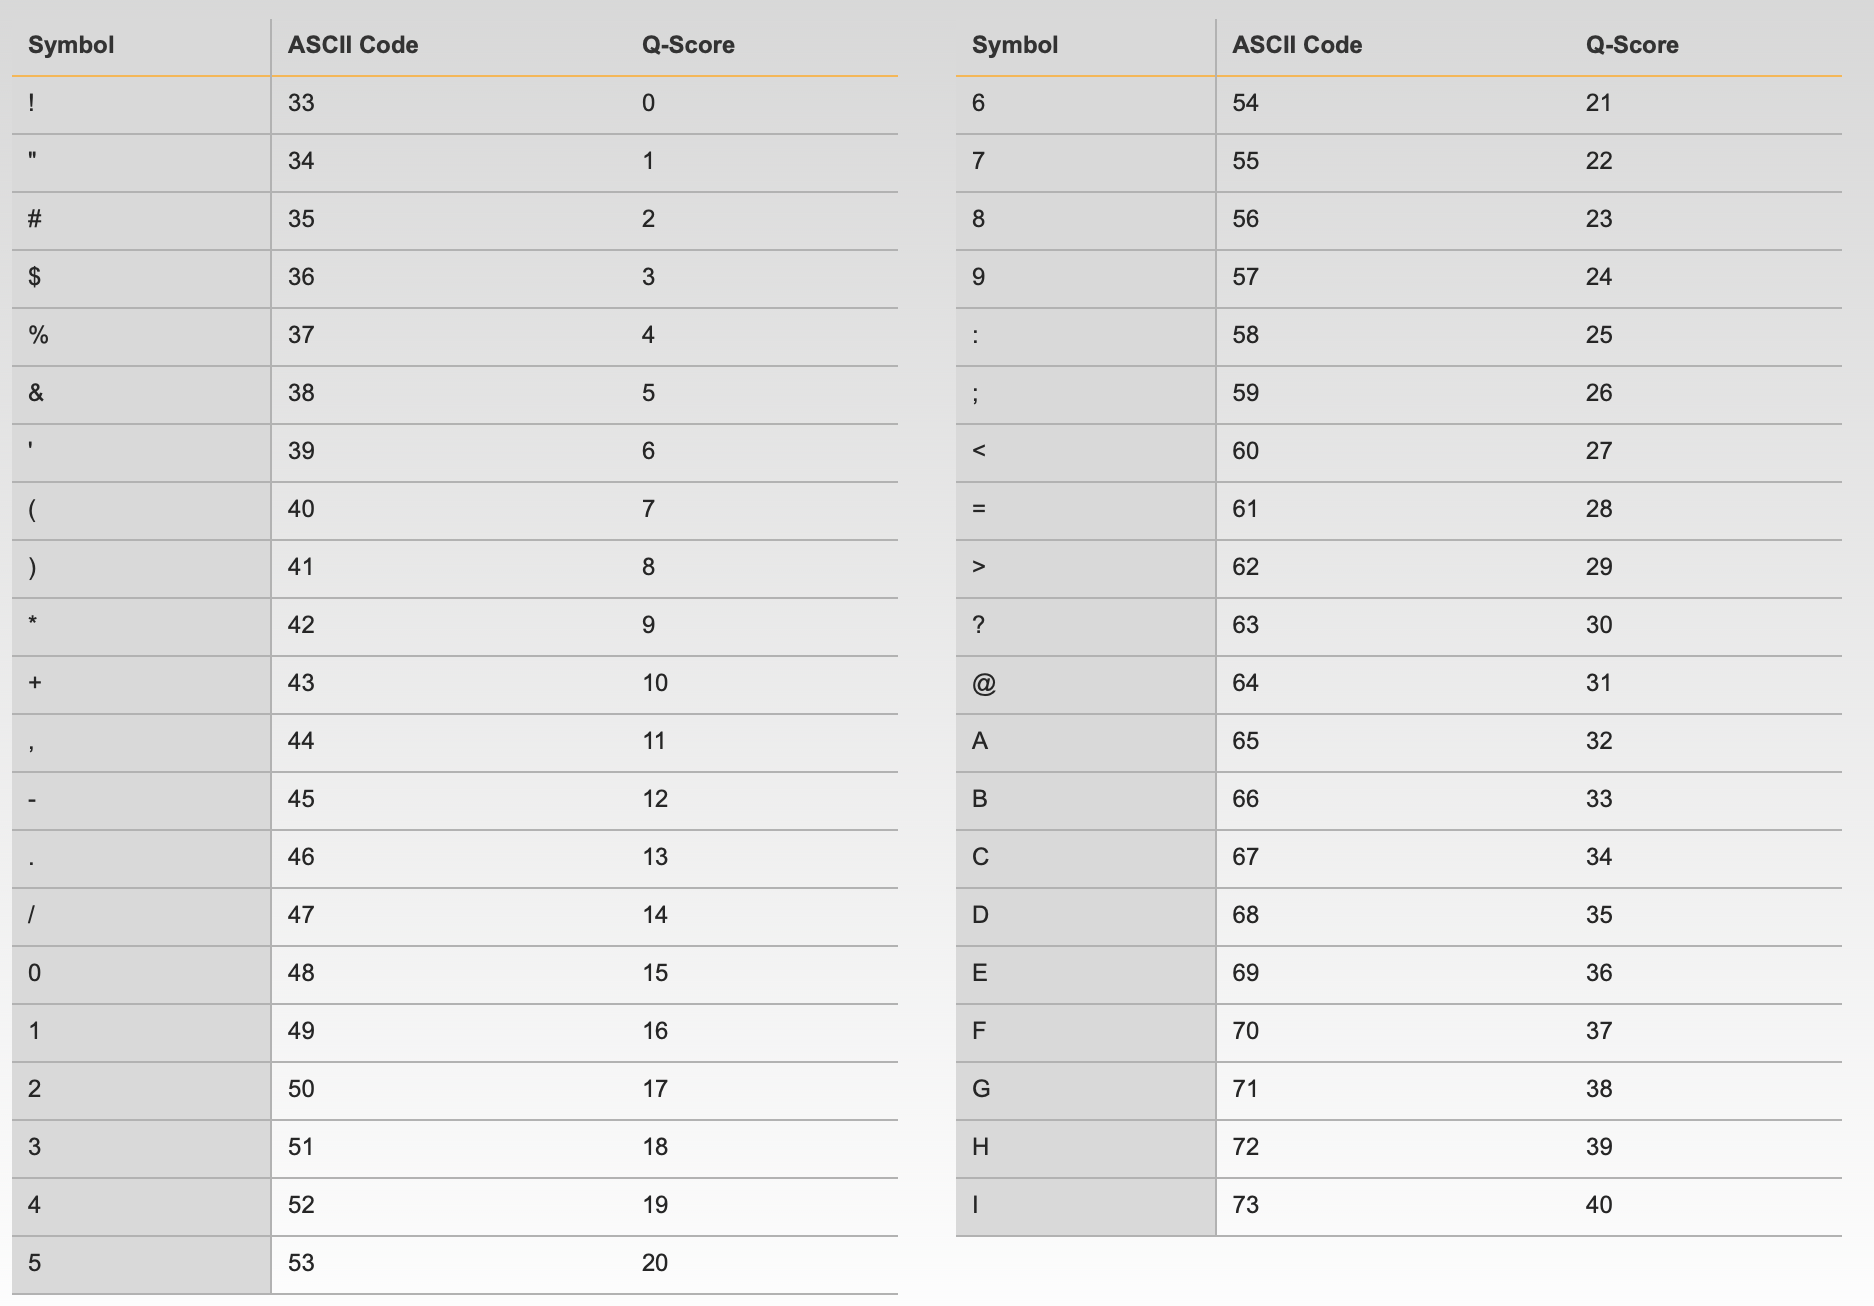 Symbol ASCII Code Q-Score
! 33 0
" 34 1
# 35 2
$ 36 3
% 37 4
& 38 5
' 39 6
( 40 7
) 41 8
* 42 9
+ 43 10
, 44 11
- 45 12
. 46 13
/ 47 14
0 48 15
1 49 16
2 50 17
3 51 18
4 52 19
5 53 20
Symbol ASCII Code Q-Score
6 54 21
7 55 22
8 56 23
9 57 24
: 58 25
; 59 26
< 60 27
= 61 28
> 62 29
? 63 30
@ 64 31
A 65 32
B 66 33
C 67 34
D 68 35
E 69 36
F 70 37
G 71 38
H 72 39
I 73 40